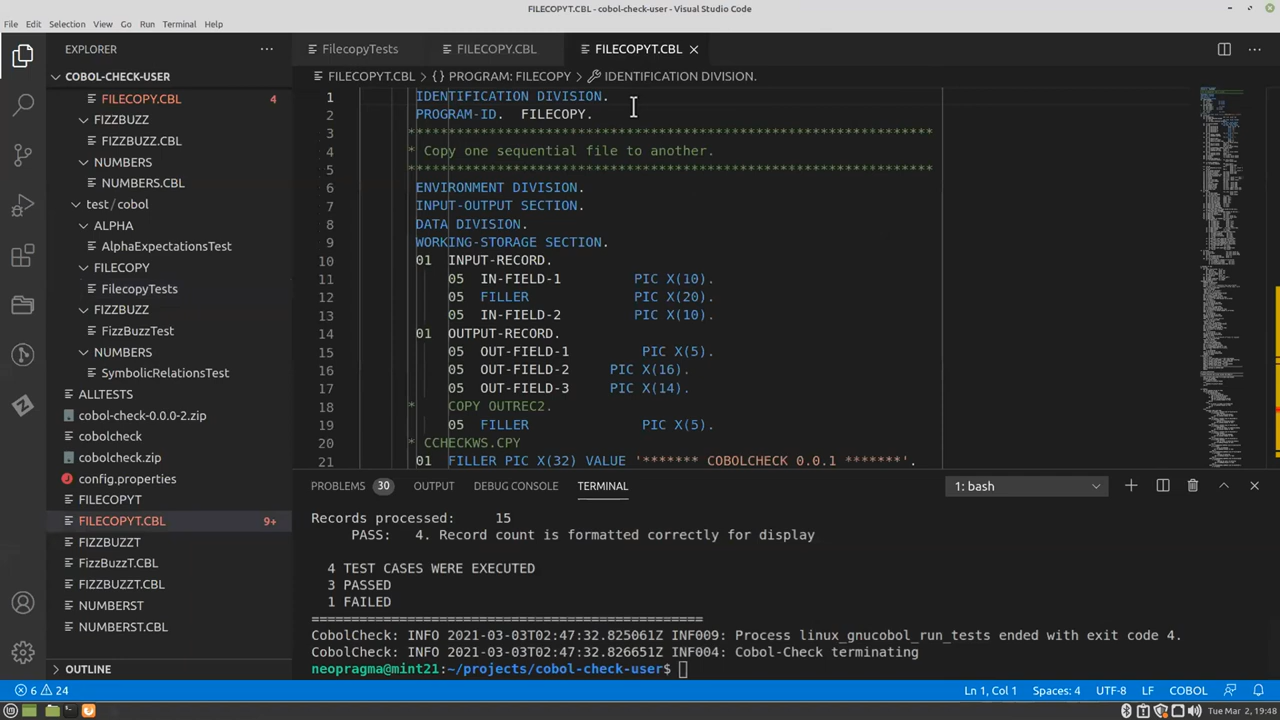 FILECOPYT.CBL - cobol-check-user - Visual Studio Code
File Edit Selection View Go Run Terminal Help
EXPLORER
FilecopyTests FILECOPY.CBL FILECOPYT.CBL
COBOL-CHECK-USER
FILECOPYT.CBL PROGRAM: FILECOPY IDENTIFICATION DIVISION.
FILECOPY.CBL 4
FIZZBUZZ
FIZZBUZZ.CBL
NUMBERS
NUMBERS.CBL
test/cobol
ALPHA
AlphaExpectationsTest
FILECOPY
FilecopyTests
FIZZBUZZ
FizzBuzzTest
NUMBERS
SymbolicRelationsTest
ALLTESTS
cobol-check-0.0.0-2.zip
cobolcheck
cobolcheck.zip
config.properties
FILECOPYT
FILECOPYT.CBL 9+
FIZZBUZZT
FizzBuzzT.CBL
FIZZBUZZT.CBL
NUMBERST
NUMBERST.CBL
OUTLINE
1 IDENTIFICATION DIVISION.
2 PROGRAM-ID. FILECOPY.
3 ****************************************************************
4 * Copy one sequential file to another.
5 ****************************************************************
6 ENVIRONMENT DIVISION.
7 INPUT-OUTPUT SECTION.
8 DATA DIVISION.
9 WORKING-STORAGE SECTION.
10 01 INPUT-RECORD.
11 05 IN-FIELD-1 PIC X(10).
12 05 FILLER PIC X(20).
13 05 IN-FIELD-2 PIC X(10).
14 01 OUTPUT-RECORD.
15 05 OUT-FIELD-1 PIC X(5).
16 05 OUT-FIELD-2 PIC X(16).
17 05 OUT-FIELD-3 PIC X(14).
18 * COPY OUTREC2.
19 05 FILLER PIC X(5).
20 * CCHECKWS.CPY
21 01 FILLER PIC X(32) VALUE '******* COBOLCHECK 0.0.1 *******'.
PROBLEMS 30 OUTPUT DEBUG CONSOLE TERMINAL 1: bash
Records processed: 15
PASS: 4. Record count is formatted correctly for display
4 TEST CASES WERE EXECUTED
3 PASSED
1 FAILED
=================================================
CobolCheck: INFO 2021-03-03T02:47:32.825061Z INF009: Process linux_gnucobol_run_tests ended with exit code 4.
CobolCheck: INFO 2021-03-03T02:47:32.826651Z INF004: Cobol-Check terminating
neopragma@mint21:~/projects/cobol-check-user$
6 24 Ln 1, Col 1 Spaces: 4 UTF-8 LF COBOL
Tue Mar 2, 19:48